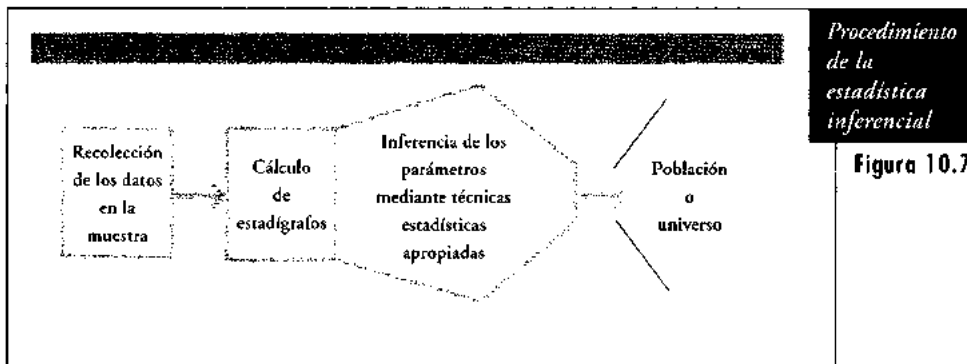 Procedimiento
de la
estadística
inferencial
Figura 10.7
Recolección
de los datos
en la
muestra
Cálculo
de
estadígrafos
Inferencia de los
parámetros
mediante técnicas
estadísticas
apropiadas
Población
o
universo